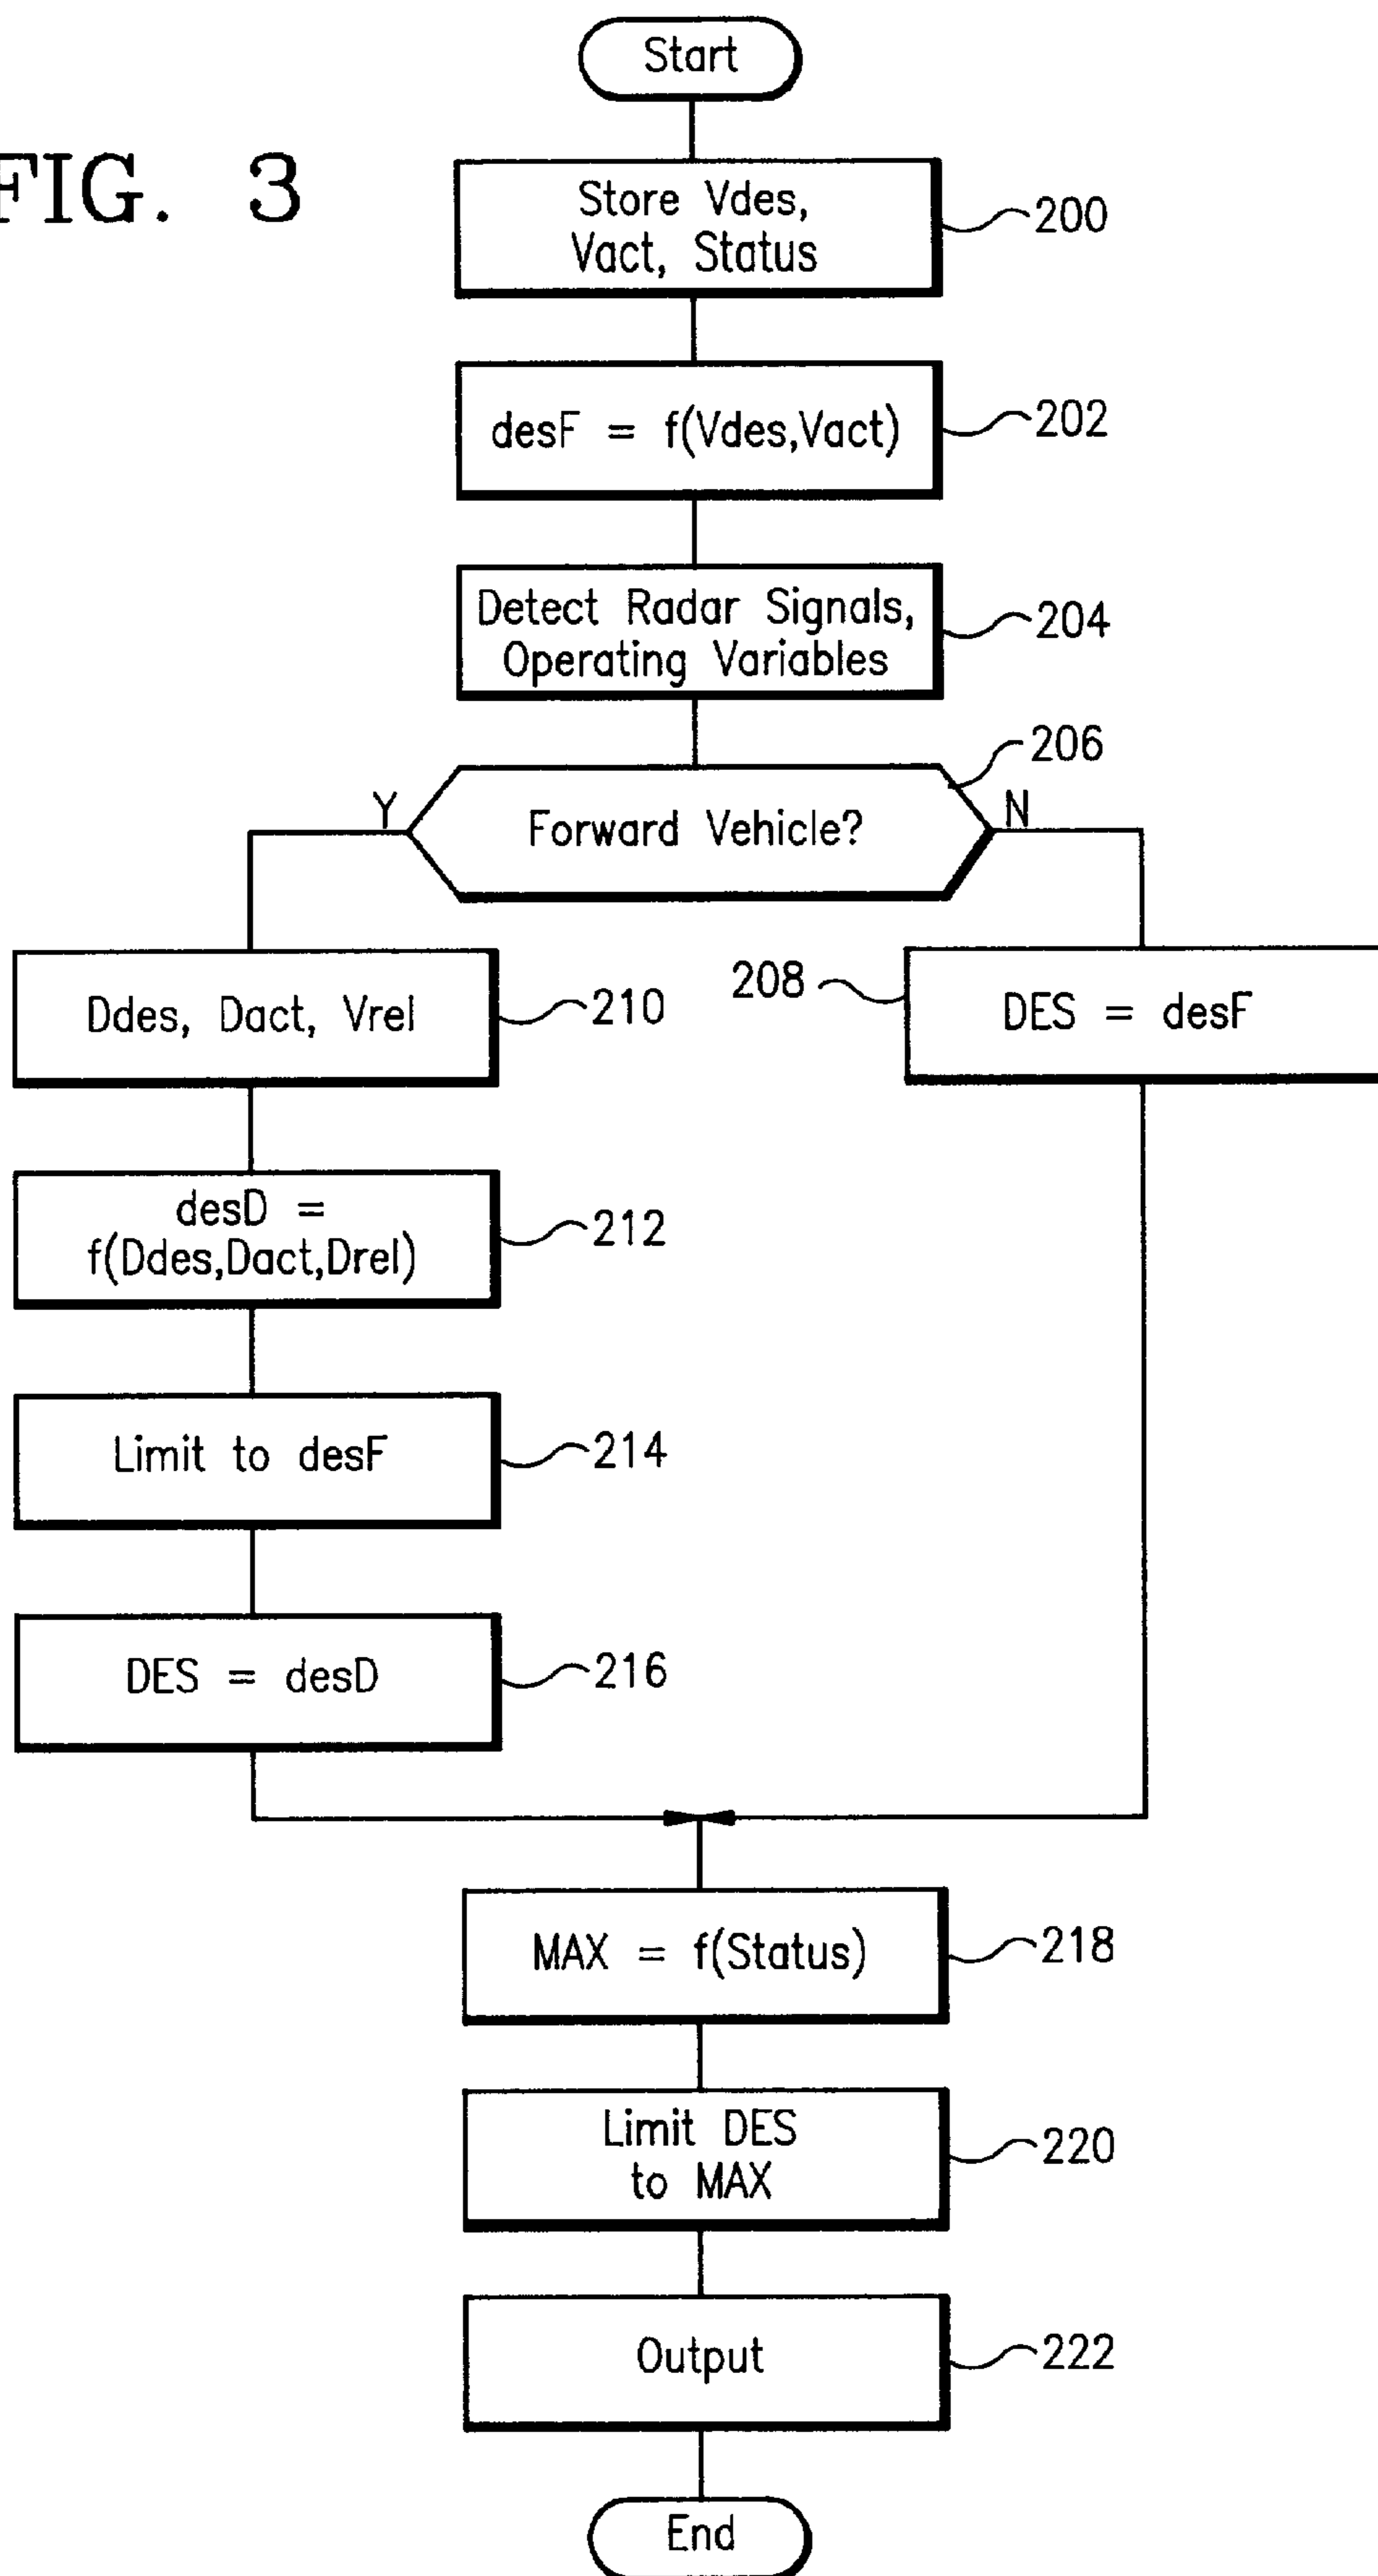 FIG. 3
Start
Store Vdes,
Vact, Status
200
desF = f(Vdes,Vact)
202
Detect Radar Signals,
Operating Variables
204
206
Y
Forward Vehicle?
N
Ddes, Dact, Vrel
210
208
DES = desF
desD =
f(Ddes,Dact,Drel)
212
Limit to desF
214
DES = desD
216
MAX = f(Status)
218
Limit DES
to MAX
220
Output
222
End